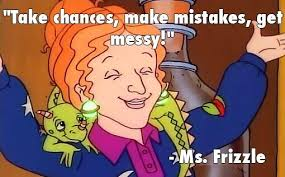 "Take chances, make mistakes, get
messy!"
- Ms. Frizzle